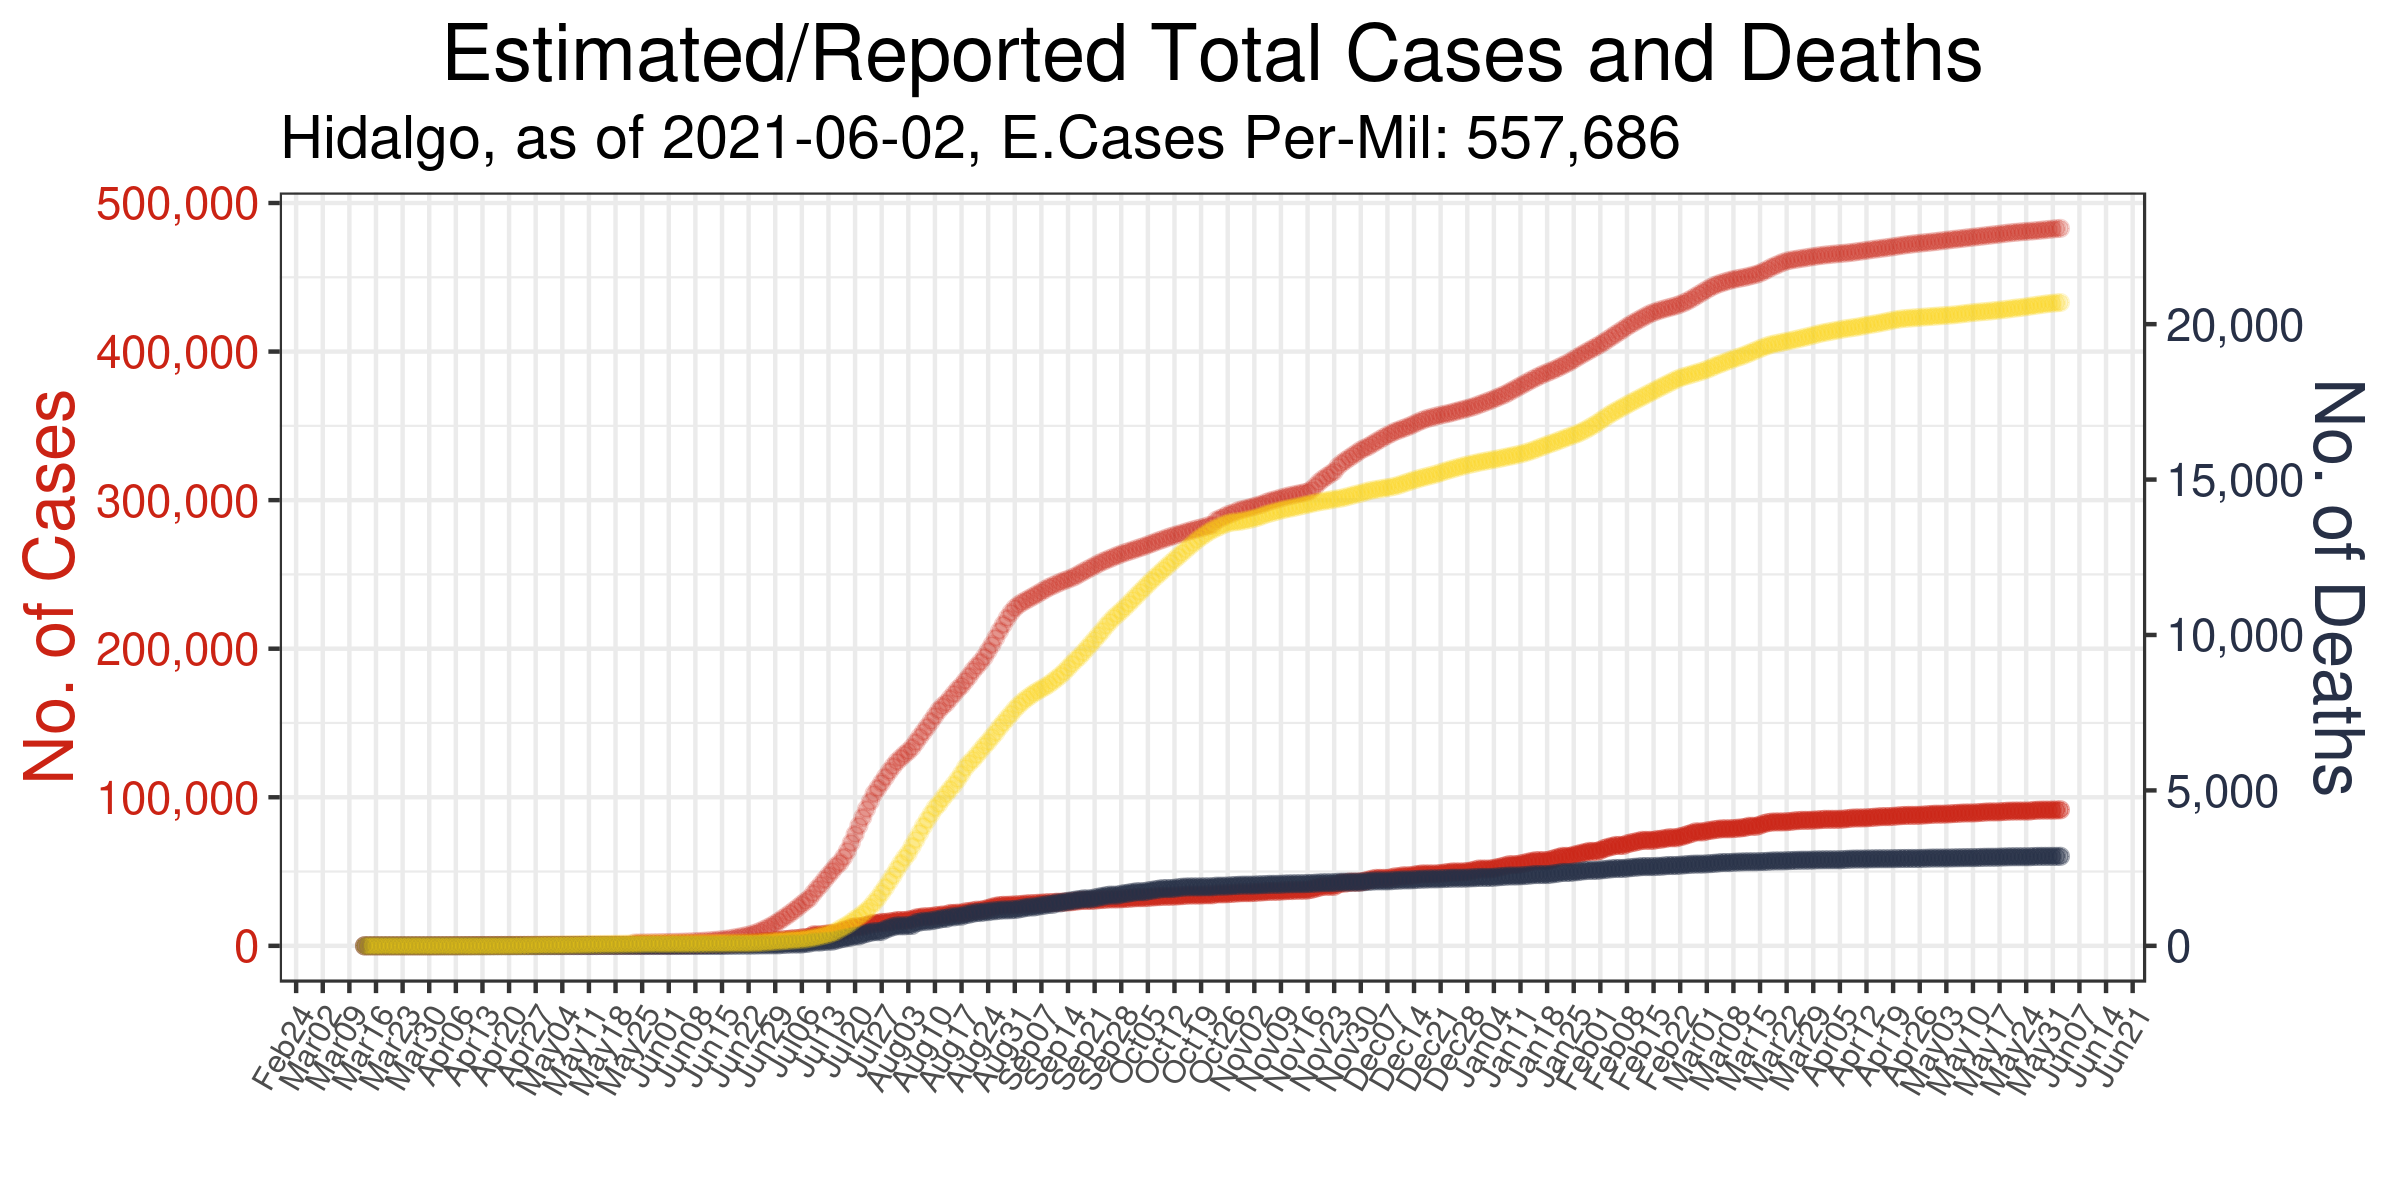 Estimated/Reported Total Cases and Deaths
Hidalgo, as of 2021-06-02, E.Cases Per-Mil: 557,686
No. of Cases
500,000
400,000
300,000
200,000
100,000
0
20,000
15,000
10,000
5,000
0
No. of Deaths
Feb24
Mar02
Mar09
Mar16
Mar23
Mar30
Apr06
Apr13
Apr20
Apr27
May04
May11
May18
May25
Jun01
Jun08
Jun15
Jun22
Jun29
Jul06
Jul13
Jul20
Jul27
Aug03
Aug10
Aug17
Aug24
Aug31
Sep07
Sep14
Sep21
Sep28
Oct05
Oct12
Oct19
Oct26
Nov02
Nov09
Nov16
Nov23
Nov30
Dec07
Dec14
Dec21
Dec28
Jan04
Jan11
Jan18
Jan25
Feb01
Feb08
Feb15
Feb22
Mar01
Mar08
Mar15
Mar22
Mar29
Apr05
Apr12
Apr19
Apr26
May03
May10
May17
May24
May31
Jun07
Jun14
Jun21